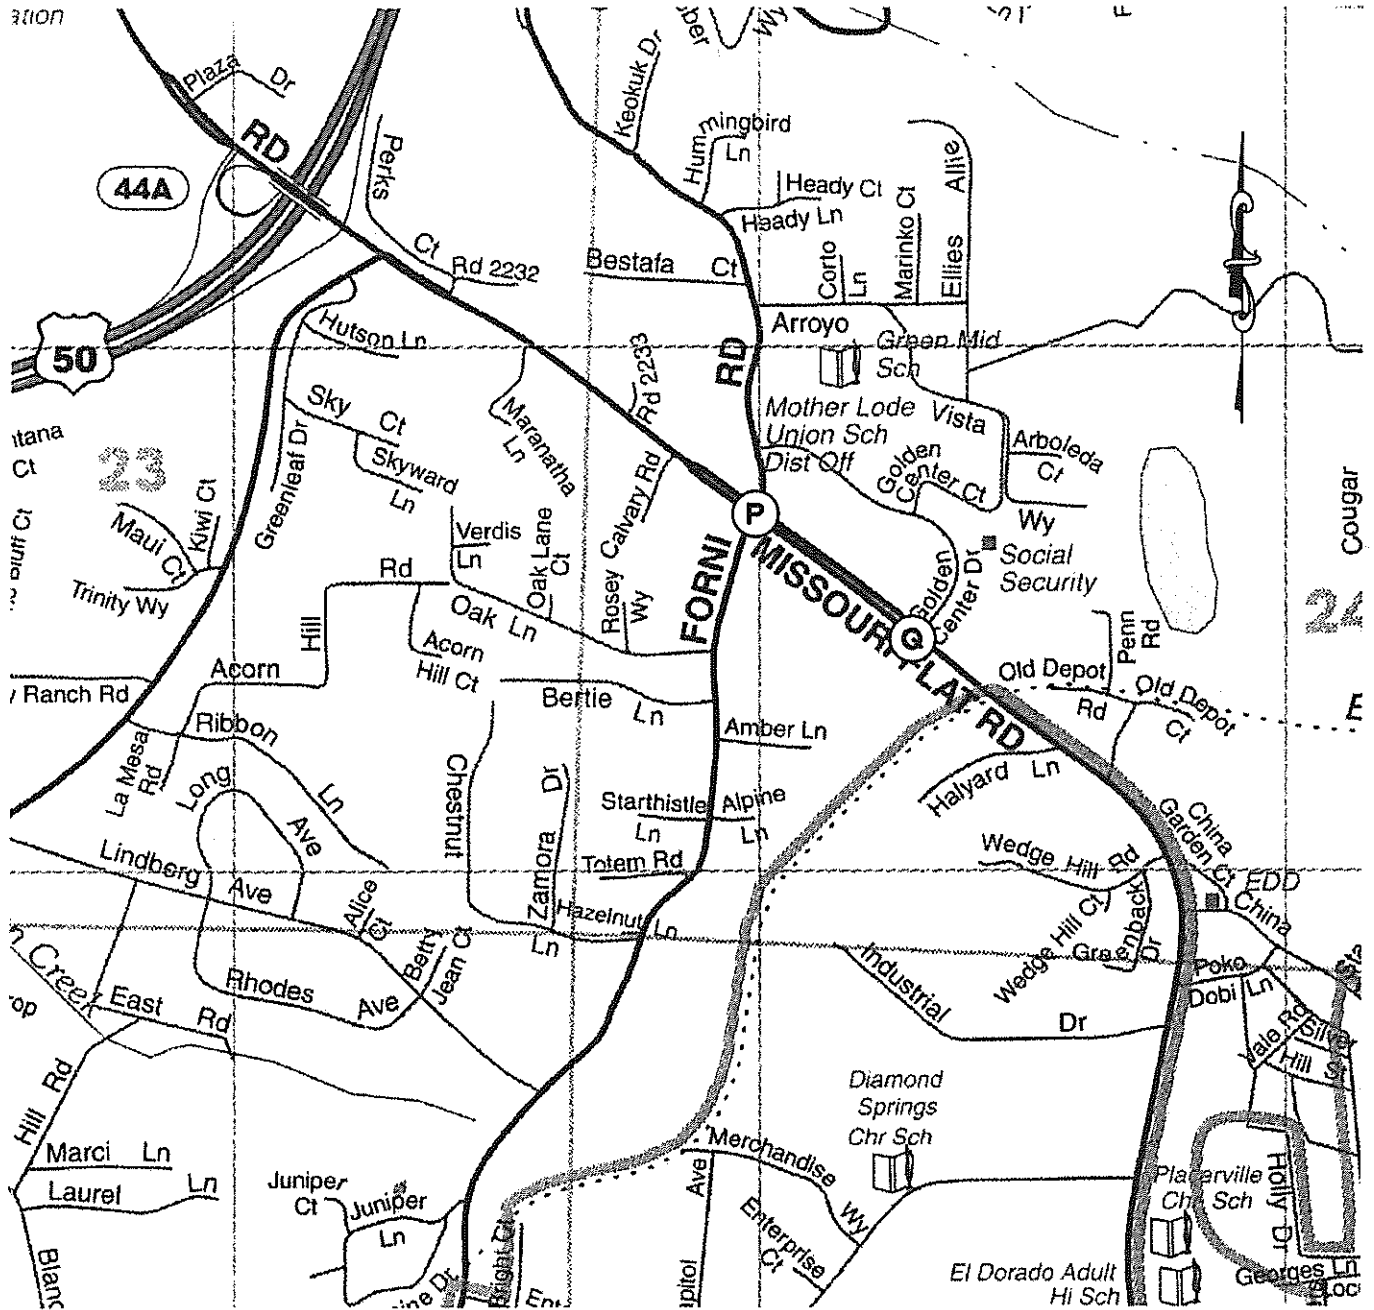 Plaza Dr
RD
44A
Perks
Ct
Rd 2232
50
Keokuk Dr
Hummingbird
Ln
Heady Ct
Heady Ln
Bestafa Ct
Corto
Ln
Marinko Ct
Allie
Ellies
Arroyo
RD
Green Mid
Sch
Hutson Ln
Sky Ct
Skyward
Ln
Greenleaf Dr
Maranatha
Ln
Rd 2233
Mother Lode
Union Sch
Dist Off
Vista
Arboleda
Ct
Wy
Golden
Center Ct
23
Ct
Kiwi Ct
Maui Ct
Trinity Wy
Verdis
Ln
Oak Lane
Ct
Calvary Rd
Rosey
Wy
P
FORNI
MISSOURI FLAT RD
Golden
Center Dr
Social
Security
Cougar
24
Rd
Hill
Acorn
Oak Ln
Acorn
Hill Ct
Bertie
Ln
Q
Penn
Rd
Old Depot
Rd
Old Depot
Ct
Ranch Rd
Ribbon
Ln
La Mesa
Rd
Long
Ave
Amber Ln
Halyard Ln
Chestnut
Zamora Dr
Starthistle
Ln
Alpine
Ln
Totem Rd
Lindberg
Ave
Alice
Ct
Hazelnut Ln
Ln
Wedge Hill Rd
Wedge Hill Ct
Greenback
Dr
China
Garden Ct
EDD
China
Betty
Jean Ct
Rhodes
Ave
Creek
East Rd
Industrial
Dr
Poko
Dobi Ln
Vale Rd
Silver
Hill St
Hill Rd
Marci Ln
Laurel Ln
Diamond
Springs
Chr Sch
Merchandise
Wy
Ave
Enterprise
Ct
Juniper
Ct
Juniper
Ln
Bright Ct
Placerville
Chr Sch
Holly Dr
Georges Ln
El Dorado Adult
Hi Sch